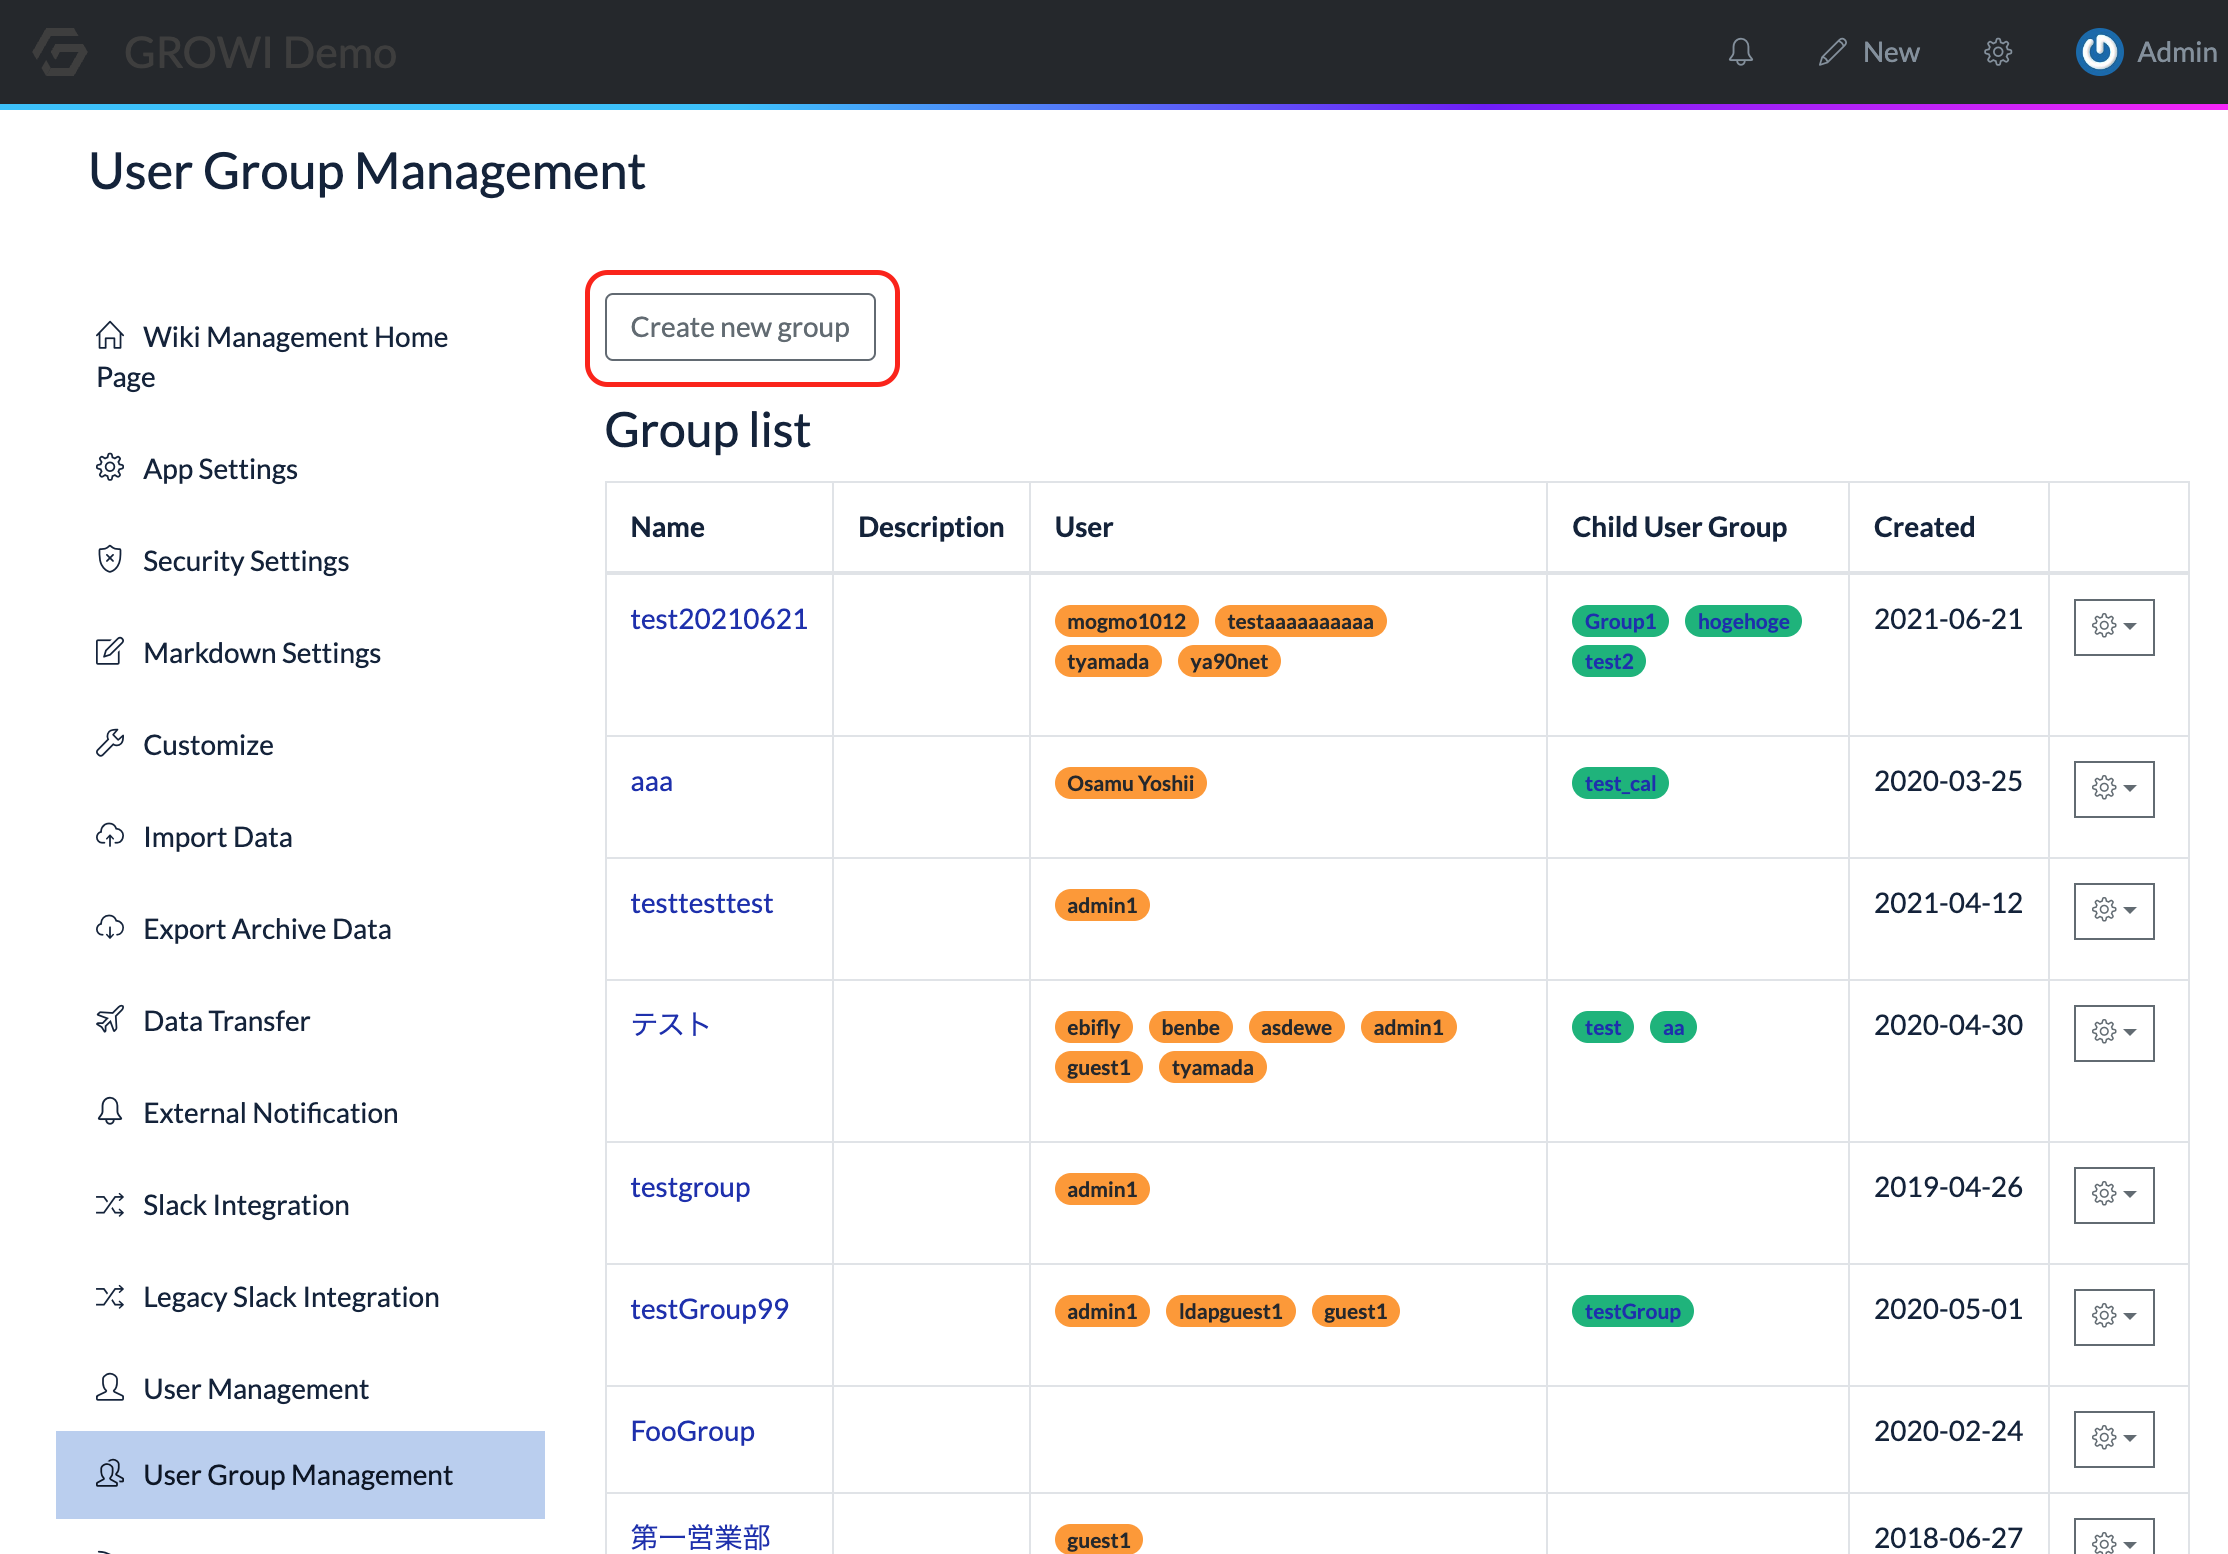 GROWI Demo
New
Admin
User Group Management
Wiki Management Home
Page
App Settings
Security Settings
Markdown Settings
Customize
Import Data
Export Archive Data
Data Transfer
External Notification
Slack Integration
Legacy Slack Integration
User Management
User Group Management
Create new group
Group list
Name Description User Child User Group Created
test20210621 mogmo1012 testaaaaaaaaaa Group1 hogehoge 2021-06-21
tyamada ya90net test2
aaa Osamu Yoshii test_cal 2020-03-25
testtesttest admin1 2021-04-12
テスト ebifly benbe asdewe admin1 test aa 2020-04-30
guest1 tyamada
testgroup admin1 2019-04-26
testGroup99 admin1 ldapguest1 guest1 testGroup 2020-05-01
FooGroup 2020-02-24
第一営業部 guest1 2018-06-27